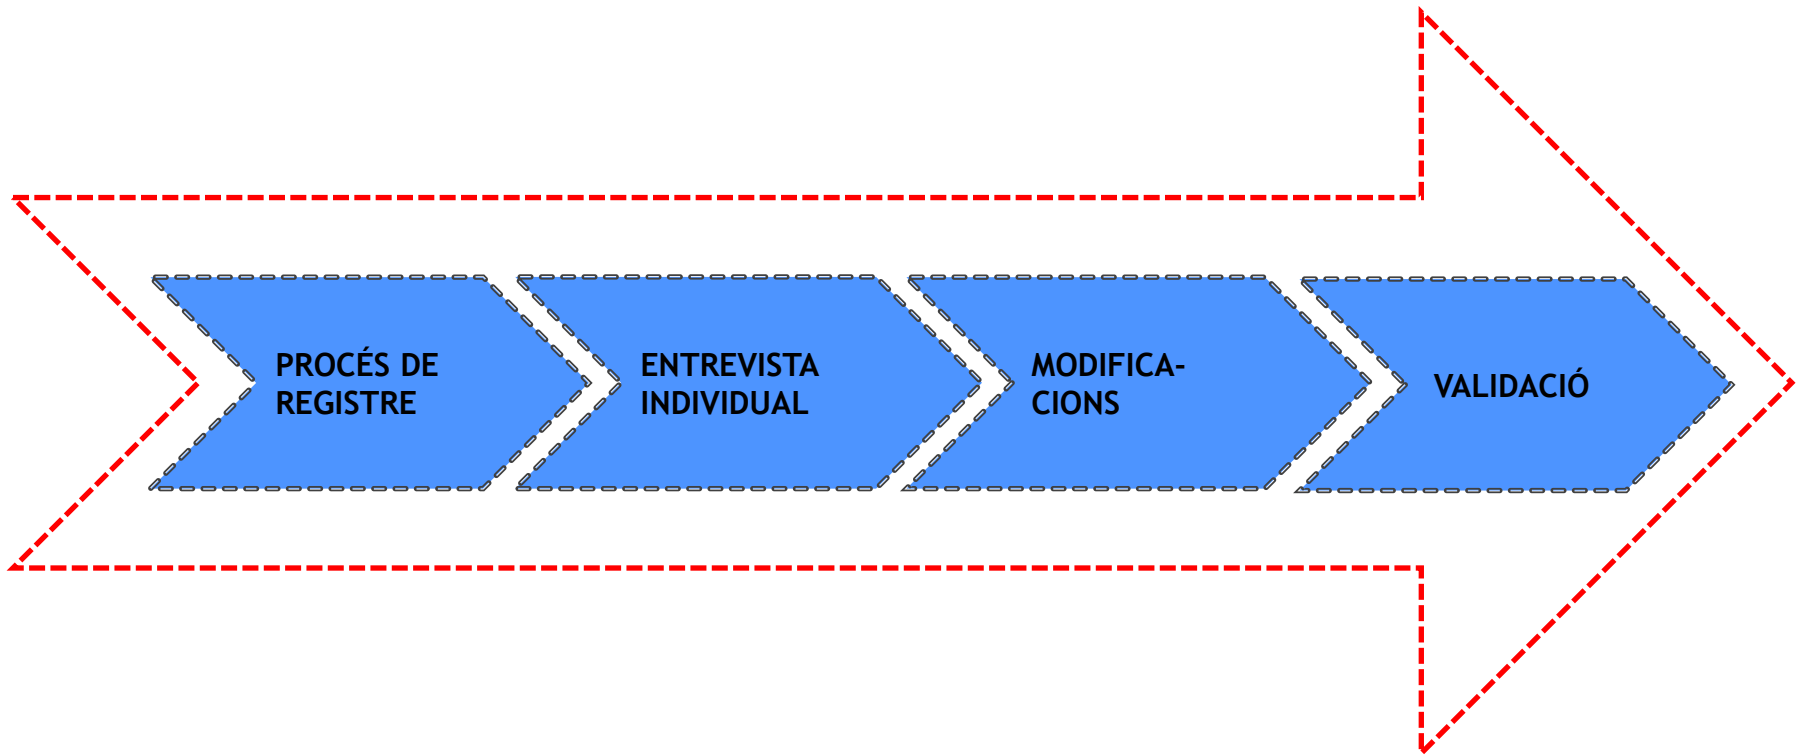 PROCÉS DE
REGISTRE
ENTREVISTA
INDIVIDUAL
MODIFICA-
CIONS
VALIDACIÓ